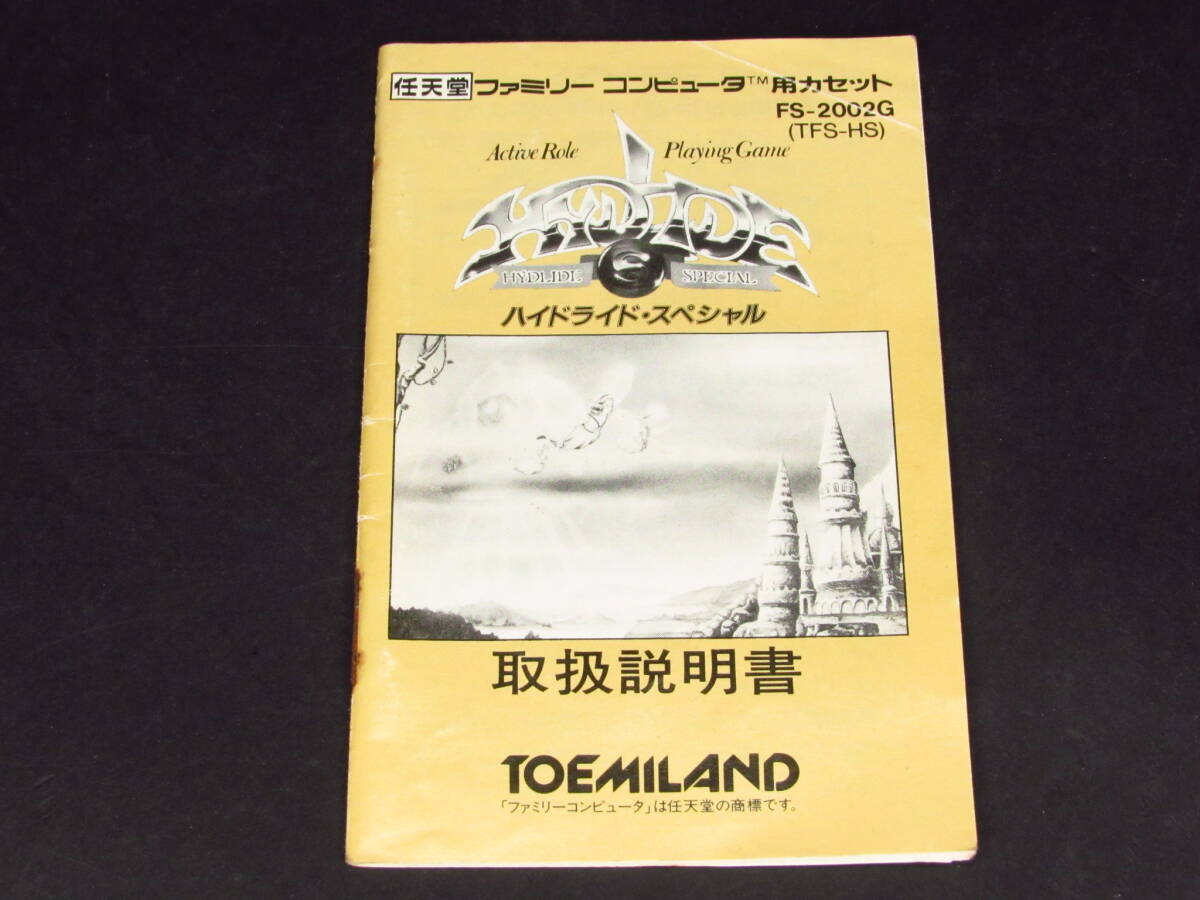 任天堂 ファミリー コンピュータ™用カセット
FS-2002G
(TFS-HS)
Active Role Playing Game
HYDLIDE
S
HYDLIDE SPECIAL
ハイドライド・スペシャル
取扱説明書
TOEMILAND
「ファミリーコンピュータ」は任天堂の商標です。